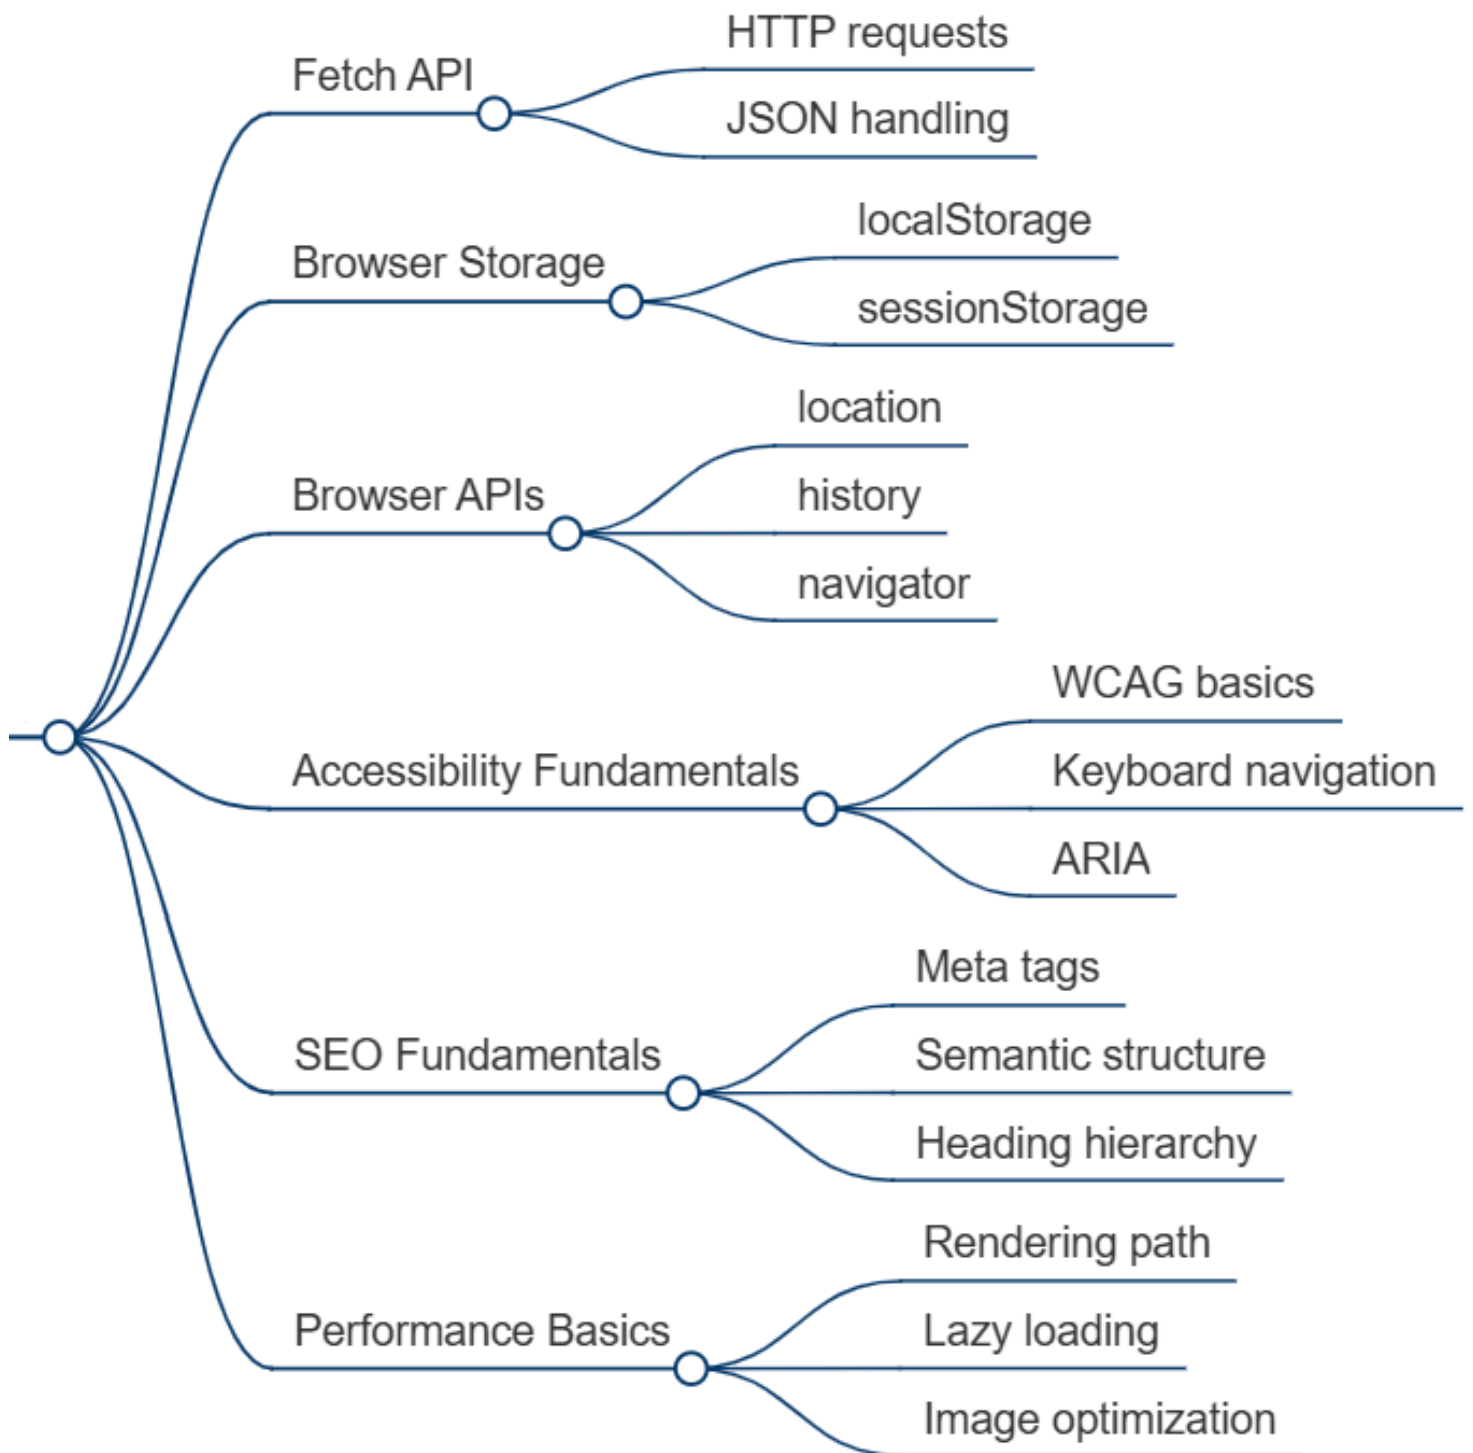 Fetch API
HTTP requests
JSON handling
Browser Storage
localStorage
sessionStorage
Browser APIs
location
history
navigator
Accessibility Fundamentals
WCAG basics
Keyboard navigation
ARIA
SEO Fundamentals
Meta tags
Semantic structure
Heading hierarchy
Performance Basics
Rendering path
Lazy loading
Image optimization